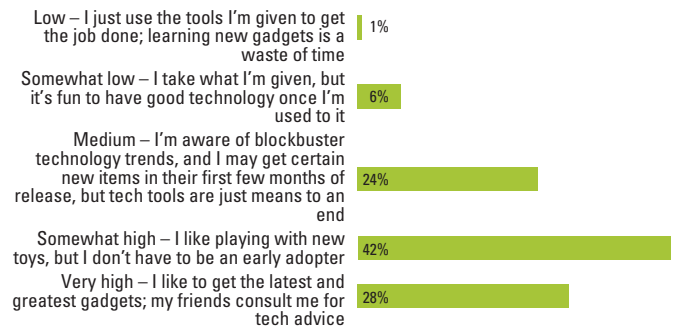 Low – I just use the tools I'm given to get
the job done; learning new gadgets is a
waste of time
1%
Somewhat low – I take what I'm given, but
it's fun to have good technology once I'm
used to it
6%
Medium – I'm aware of blockbuster
technology trends, and I may get certain
new items in their first few months of
release, but tech tools are just means to an
end
24%
Somewhat high – I like playing with new
toys, but I don't have to be an early adopter
42%
Very high – I like to get the latest and
greatest gadgets; my friends consult me for
tech advice
28%